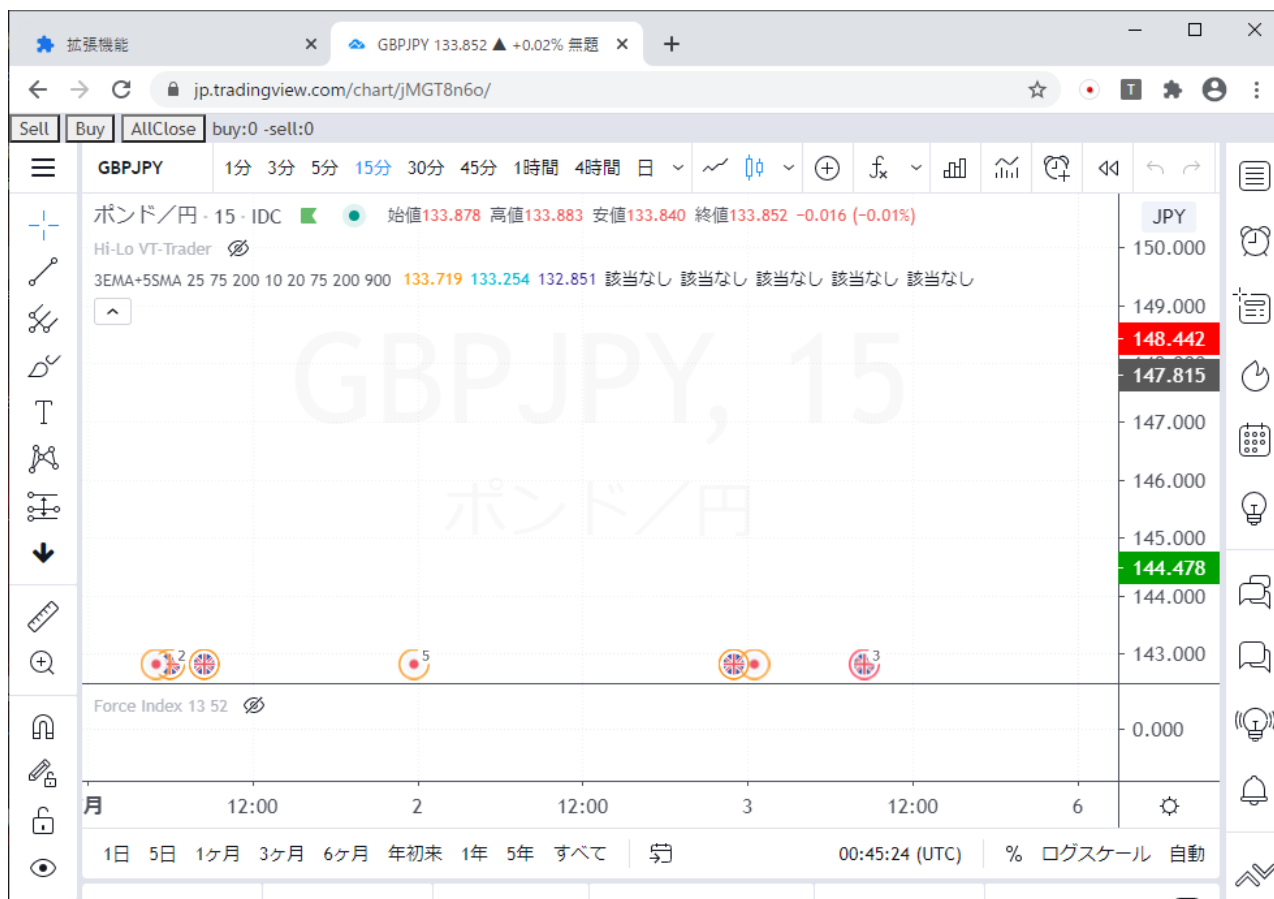 拡張機能
GBPJPY 133.852 ▲ +0.02% 無題
jp.tradingview.com/chart/jMGT8n6o/
T
Sell Buy AllClose buy:0 -sell:0
GBPJPY 1分 3分 5分 15分 30分 45分 1時間 4時間 日
ポンド／円 · 15 · IDC 始値133.878 高値133.883 安値133.840 終値133.852 −0.016 (−0.01%)
JPY
Hi-Lo VT-Trader
3EMA+5SMA 25 75 200 10 20 75 200 900 133.719 133.254 132.851 該当なし 該当なし 該当なし 該当なし 該当なし
GBPJPY, 15
ポンド／円
150.000
149.000
148.442
147.815
147.000
146.000
145.000
144.478
144.000
143.000
2
5
3
Force Index 13 52
0.000
月 12:00 2 12:00 3 12:00 6
1日 5日 1ヶ月 3ヶ月 6ヶ月 年初来 1年 5年 すべて 00:45:24 (UTC) % ログスケール 自動